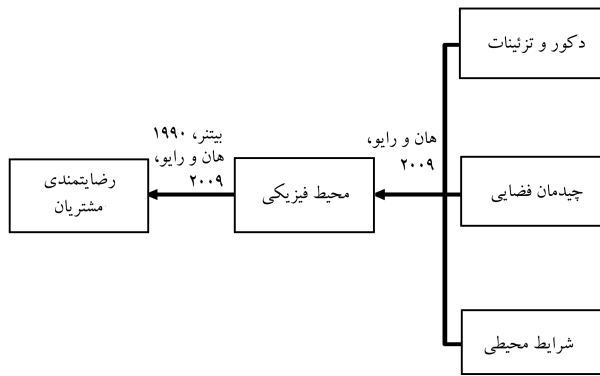 دکور و تزئینات
چیدمان فضایی
شرایط محیطی
هان و رایو،
۲۰۰۹
محیط فیزیکی
بیتنر، ۱۹۹۰
هان و رایو،
۲۰۰۹
رضایتمندی
مشتریان